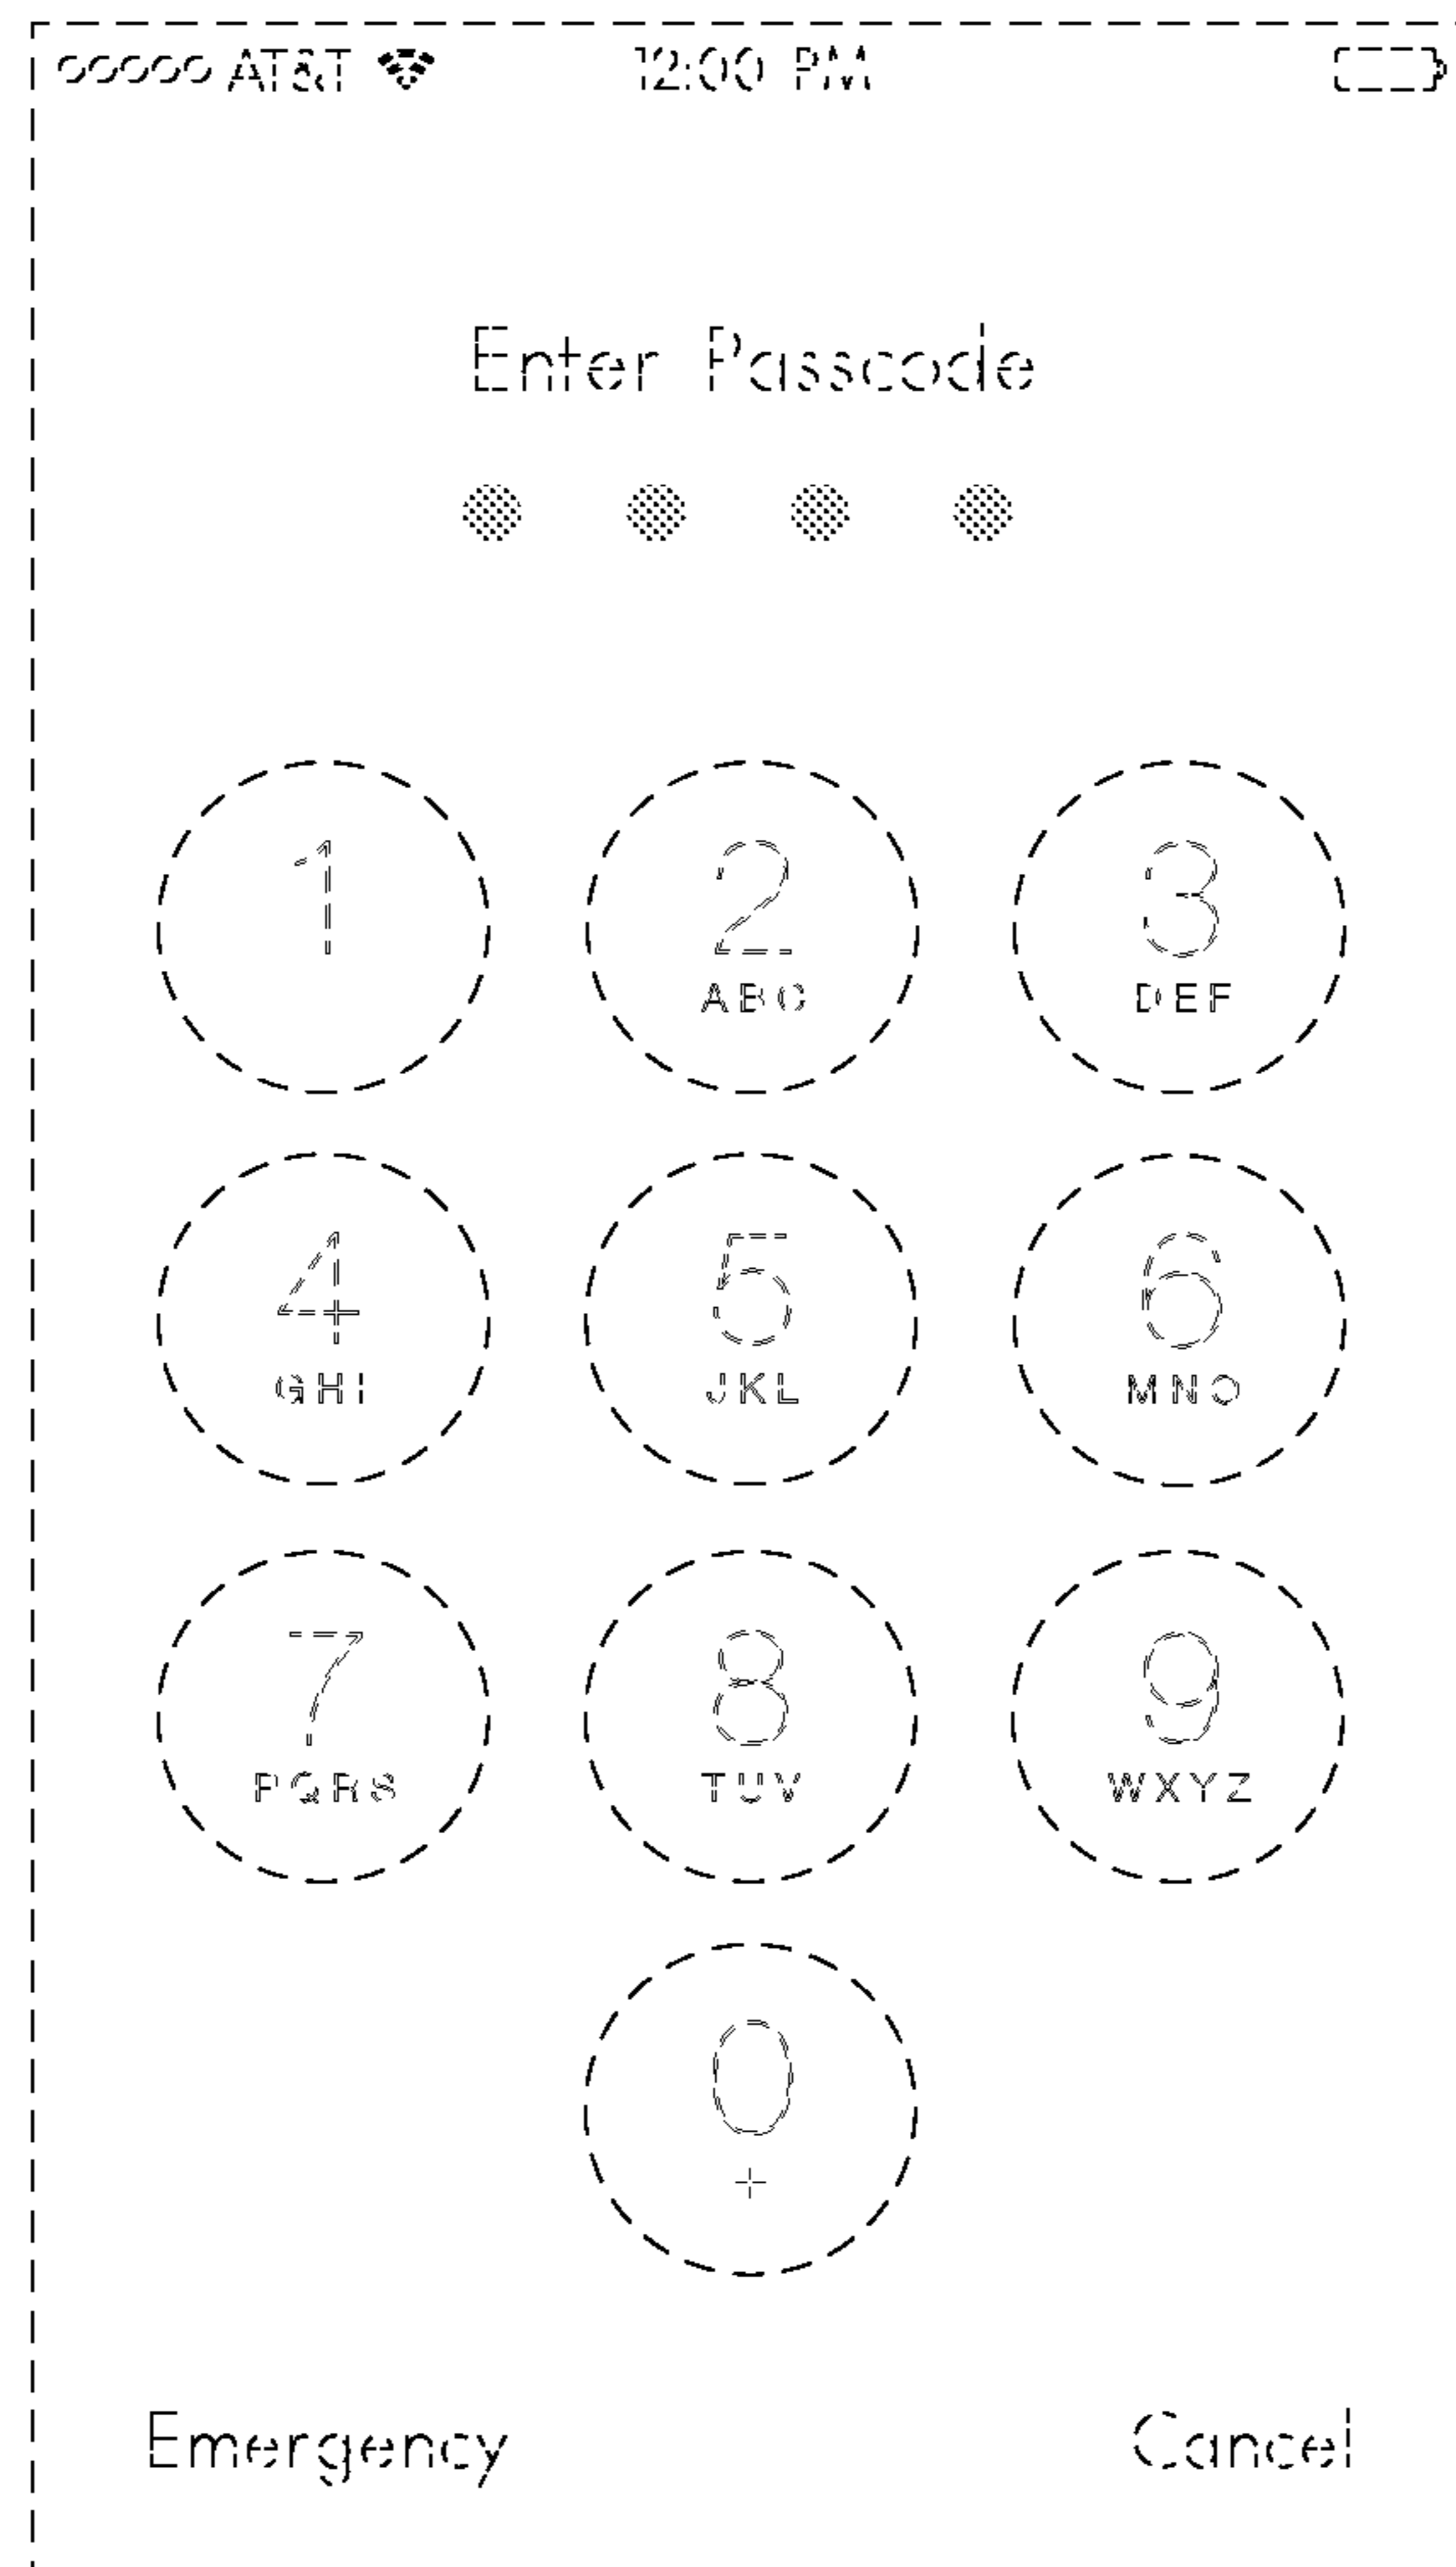 AT&T 12:00 PM
Enter Passcode
1 2 3
ABC DEF
4 5 6
GHI JKL MNO
7 8 9
PQRS TUV WXYZ
0
+
Emergency Cancel